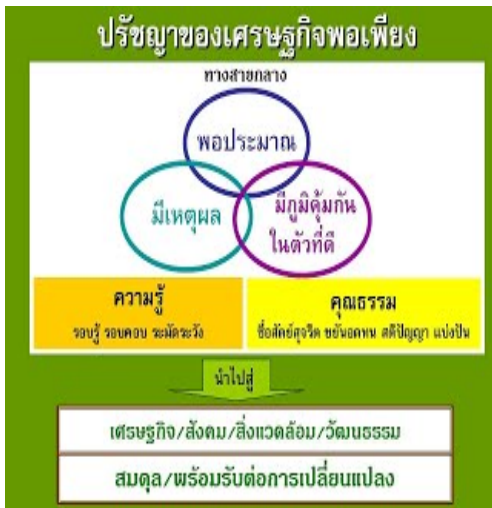 ปรัชญาของเศรษฐกิจพอเพียง
ทางสายกลาง
พอประมาณ
มีเหตุผล
มีภูมิคุ้มกัน
ในตัวที่ดี
ความรู้
รอบรู้ รอบคอบ ระมัดระวัง
คุณธรรม
ซื่อสัตย์สุจริต ขยันอดทน สติปัญญา แบ่งปัน
นำไปสู่
เศรษฐกิจ/สังคม/สิ่งแวดล้อม/วัฒนธรรม
สมดุล/พร้อมรับต่อการเปลี่ยนแปลง